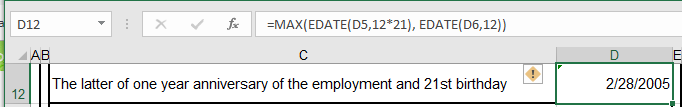 D12 fx =MAX(EDATE(D5,12*21), EDATE(D6,12))
A B C D E
12 The latter of one year anniversary of the employment and 21st birthday 2/28/2005